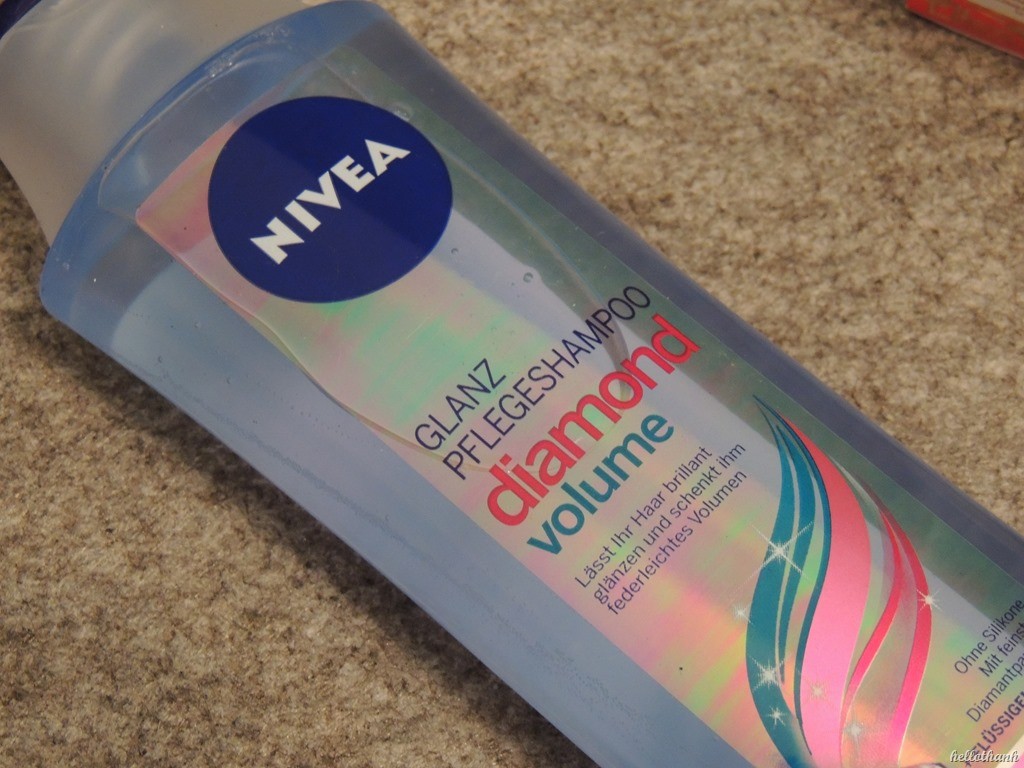 NIVEA
GLANZ
PFLEGESHAMPOO
diamond
volume
Lässt Ihr Haar brillant
glänzen und schenkt ihm
federleichtes Volumen
Ohne Silikone
Mit feinst
Diamantpa
hellothanh